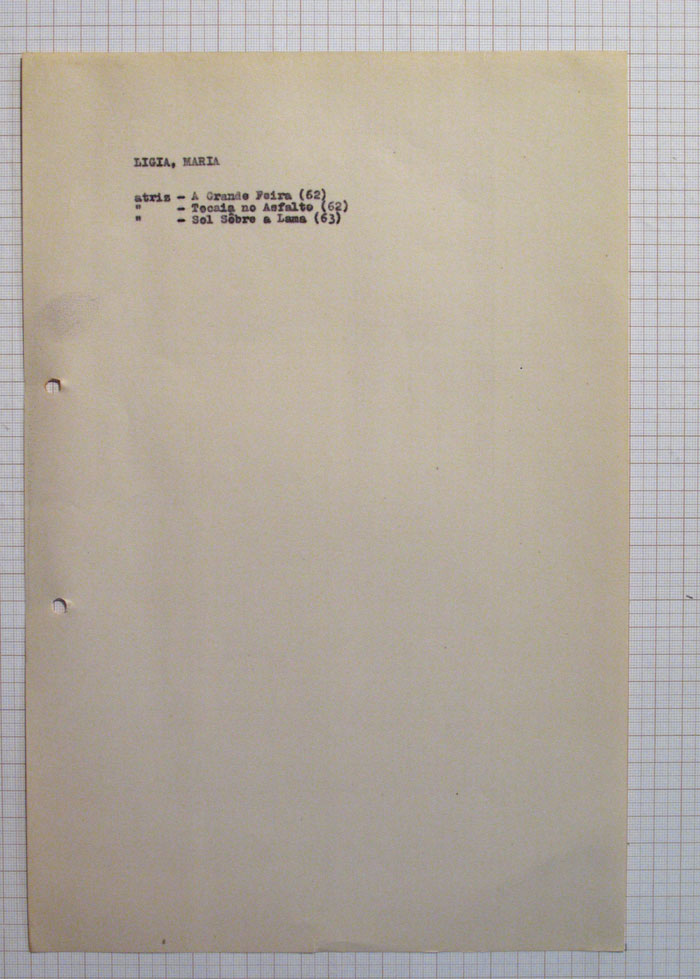 LIGIA, MARIA
atriz - A Grande Feira (62)
" - Tocaia no Asfalto (62)
" - Sol Sôbre a Lama (63)